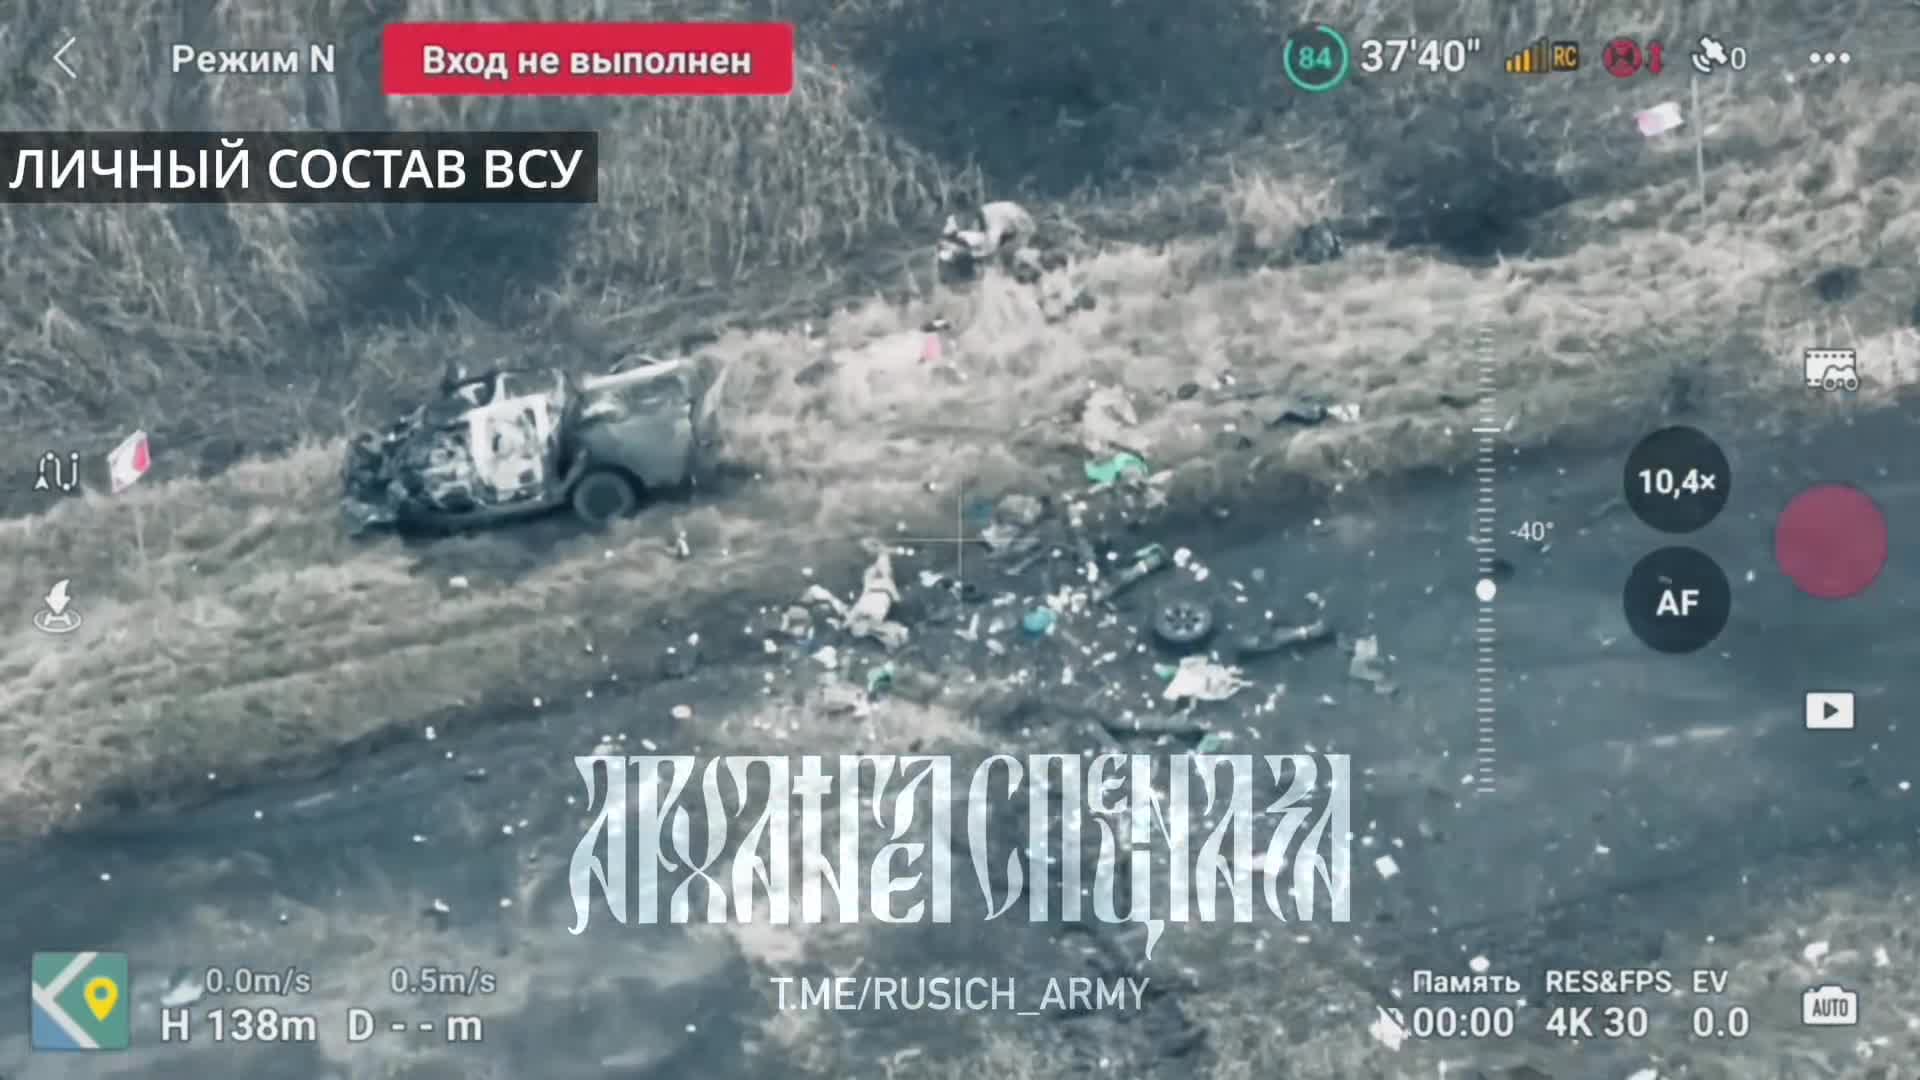 Режим N
Вход не выполнен
84
37'40"
RC
0
ЛИЧНЫЙ СОСТАВ ВСУ
10,4×
-40°
AF
АРХАНГЕЛ СПЕЦНАЗА
T.ME/RUSICH_ARMY
0.0m/s
0.5m/s
H 138m D -- m
Память RES&FPS EV
00:00 4K 30 0.0
AUTO